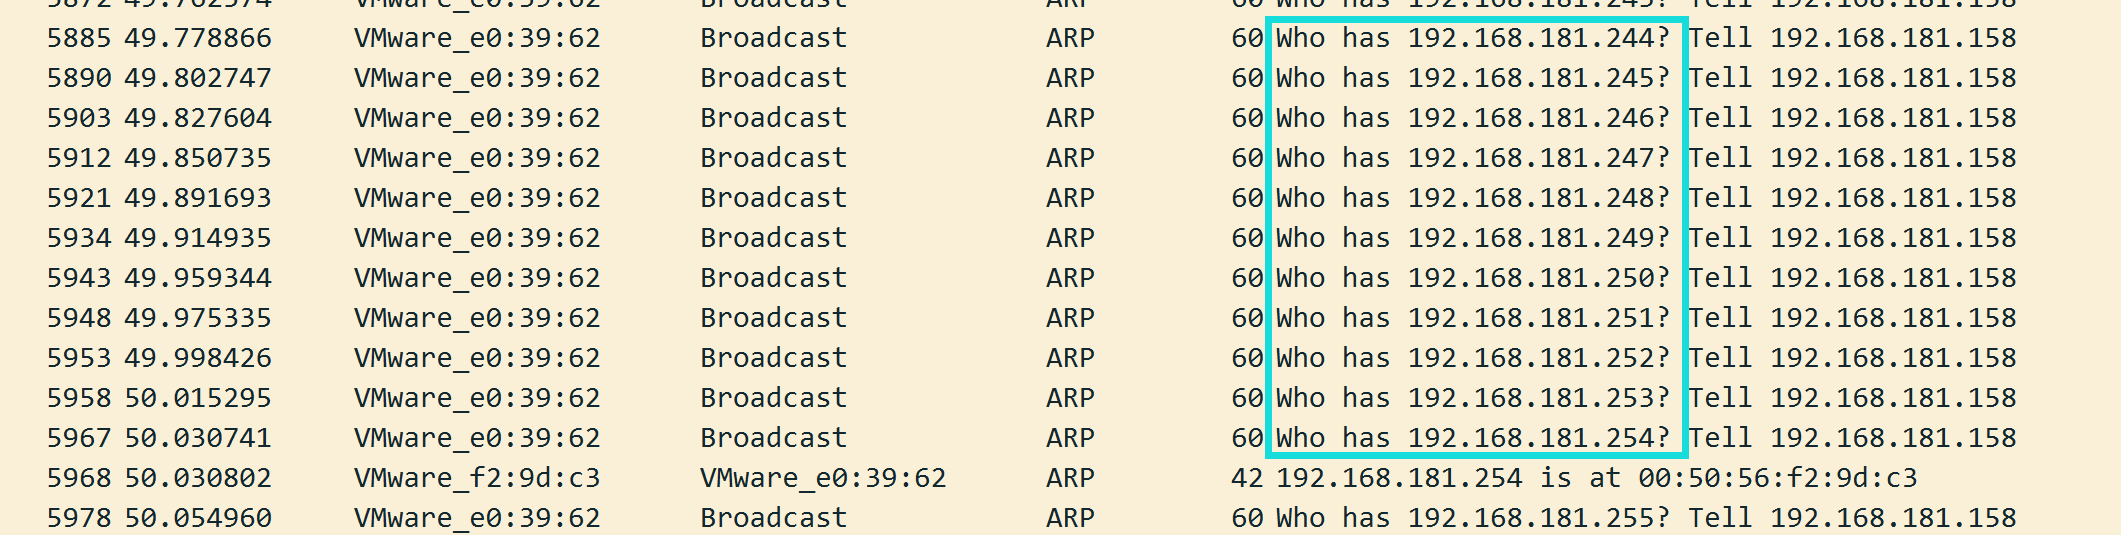 5872 49.762574 VMware_e0:39:62 Broadcast ARP 60 Who has 192.168.181.243? Tell 192.168.181.158
5885 49.778866 VMware_e0:39:62 Broadcast ARP 60 Who has 192.168.181.244? Tell 192.168.181.158
5890 49.802747 VMware_e0:39:62 Broadcast ARP 60 Who has 192.168.181.245? Tell 192.168.181.158
5903 49.827604 VMware_e0:39:62 Broadcast ARP 60 Who has 192.168.181.246? Tell 192.168.181.158
5912 49.850735 VMware_e0:39:62 Broadcast ARP 60 Who has 192.168.181.247? Tell 192.168.181.158
5921 49.891693 VMware_e0:39:62 Broadcast ARP 60 Who has 192.168.181.248? Tell 192.168.181.158
5934 49.914935 VMware_e0:39:62 Broadcast ARP 60 Who has 192.168.181.249? Tell 192.168.181.158
5943 49.959344 VMware_e0:39:62 Broadcast ARP 60 Who has 192.168.181.250? Tell 192.168.181.158
5948 49.975335 VMware_e0:39:62 Broadcast ARP 60 Who has 192.168.181.251? Tell 192.168.181.158
5953 49.998426 VMware_e0:39:62 Broadcast ARP 60 Who has 192.168.181.252? Tell 192.168.181.158
5958 50.015295 VMware_e0:39:62 Broadcast ARP 60 Who has 192.168.181.253? Tell 192.168.181.158
5967 50.030741 VMware_e0:39:62 Broadcast ARP 60 Who has 192.168.181.254? Tell 192.168.181.158
5968 50.030802 VMware_f2:9d:c3 VMware_e0:39:62 ARP 42 192.168.181.254 is at 00:50:56:f2:9d:c3
5978 50.054960 VMware_e0:39:62 Broadcast ARP 60 Who has 192.168.181.255? Tell 192.168.181.158